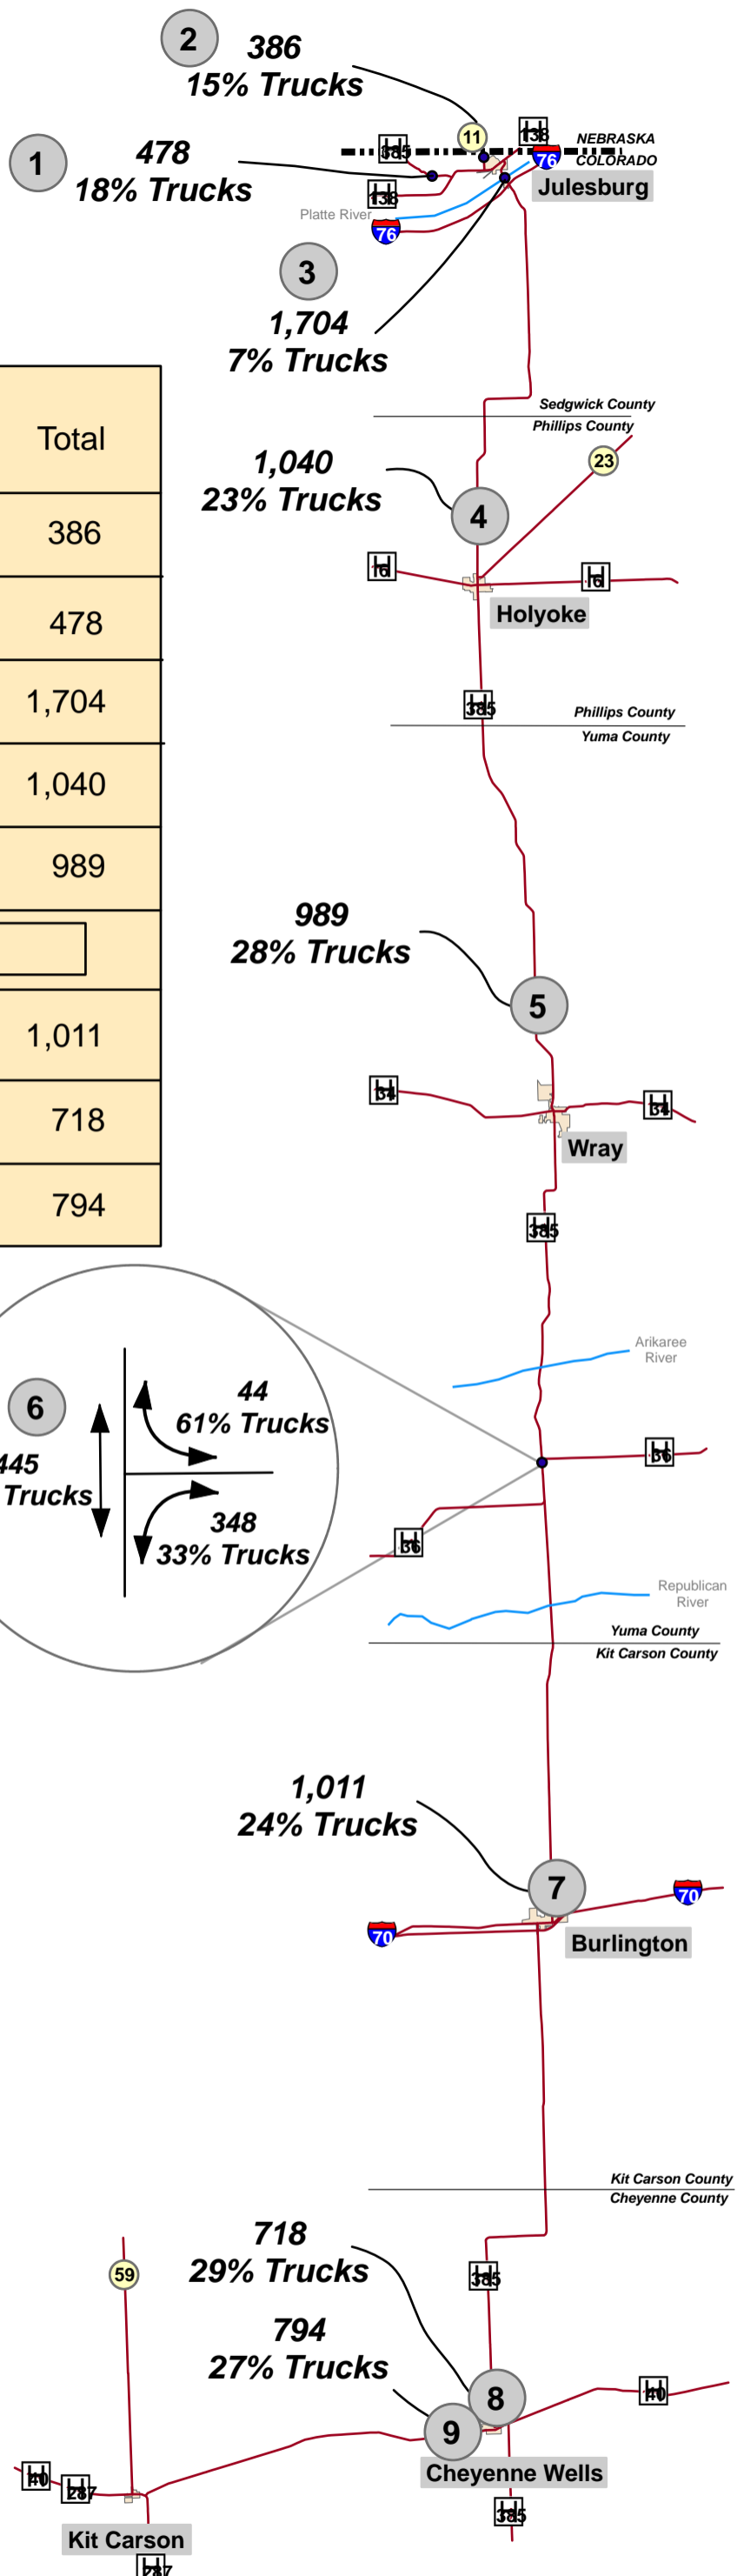 2
386
15% Trucks
1
478
18% Trucks
11
H
138
NEBRASKA
COLORADO
H
385
76
Julesburg
H
138
Platte River
76
3
1,704
7% Trucks
Sedgwick County
Phillips County
23
1,040
23% Trucks
4
H
6
H
6
Holyoke
H
385
Phillips County
Yuma County
Total
386
478
1,704
1,040
989
1,011
718
794
989
28% Trucks
5
H
34
H
34
Wray
H
385
Arikaree
River
6
44
61% Trucks
445
Trucks
348
33% Trucks
H
36
H
36
Republican
River
Yuma County
Kit Carson County
1,011
24% Trucks
7
70
70
Burlington
Kit Carson County
Cheyenne County
718
29% Trucks
H
385
59
794
27% Trucks
8
9
H
40
Cheyenne Wells
H
40
H
287
H
385
Kit Carson
H
287